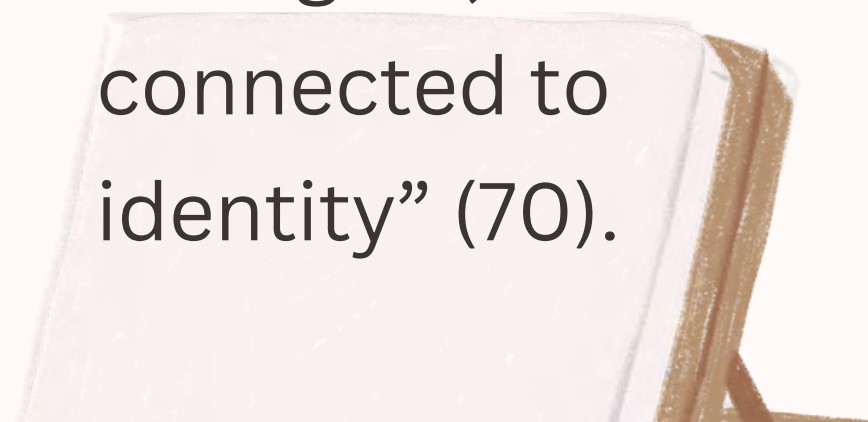 connected to
identity” (70).